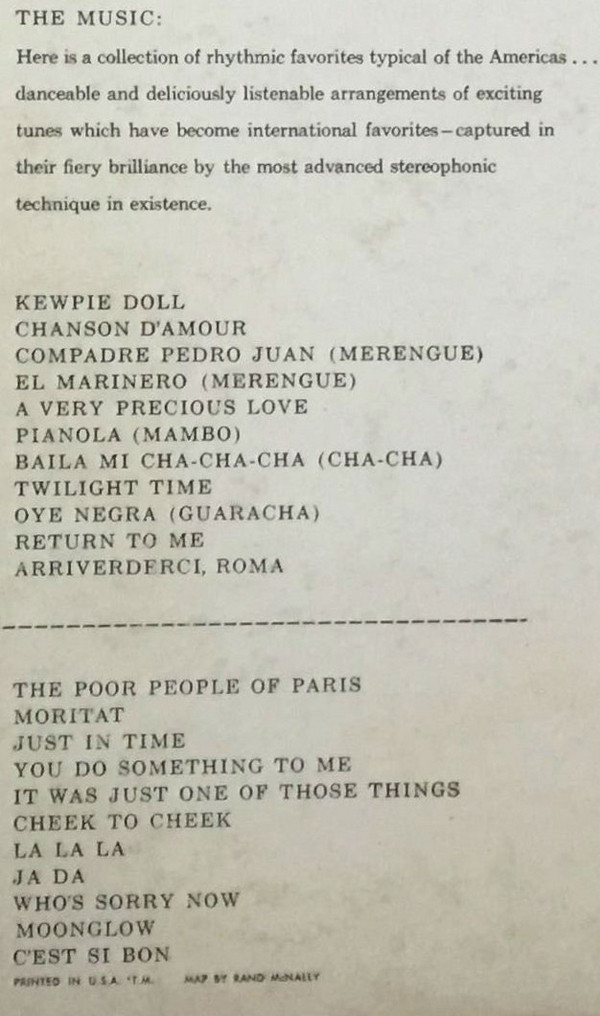 THE MUSIC:
Here is a collection of rhythmic favorites typical of the Americas . . .
danceable and deliciously listenable arrangements of exciting
tunes which have become international favorites – captured in
their fiery brilliance by the most advanced stereophonic
technique in existence.
KEWPIE DOLL
CHANSON D'AMOUR
COMPADRE PEDRO JUAN (MERENGUE)
EL MARINERO (MERENGUE)
A VERY PRECIOUS LOVE
PIANOLA (MAMBO)
BAILA MI CHA-CHA-CHA (CHA-CHA)
TWILIGHT TIME
OYE NEGRA (GUARACHA)
RETURN TO ME
ARRIVERDERCI, ROMA
THE POOR PEOPLE OF PARIS
MORITAT
JUST IN TIME
YOU DO SOMETHING TO ME
IT WAS JUST ONE OF THOSE THINGS
CHEEK TO CHEEK
LA LA LA
JA DA
WHO'S SORRY NOW
MOONGLOW
C'EST SI BON
PRINTED IN U.S.A. *T.M. MAP BY RAND McNALLY